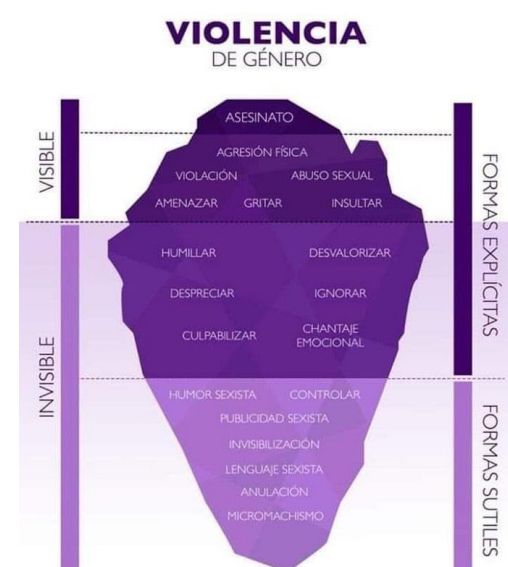 VIOLENCIA
DE GÉNERO
ASESINATO
AGRESIÓN FÍSICA
VIOLACIÓN ABUSO SEXUAL
AMENAZAR GRITAR INSULTAR
VISIBLE
HUMILLAR DESVALORIZAR
DESPRECIAR IGNORAR
CULPABILIZAR CHANTAJE
EMOCIONAL
FORMAS EXPLÍCITAS
HUMOR SEXISTA CONTROLAR
PUBLICIDAD SEXISTA
INVISIBILIZACIÓN
LENGUAJE SEXISTA
ANULACIÓN
MICROMACHISMO
INVISIBLE
FORMAS SUTILES